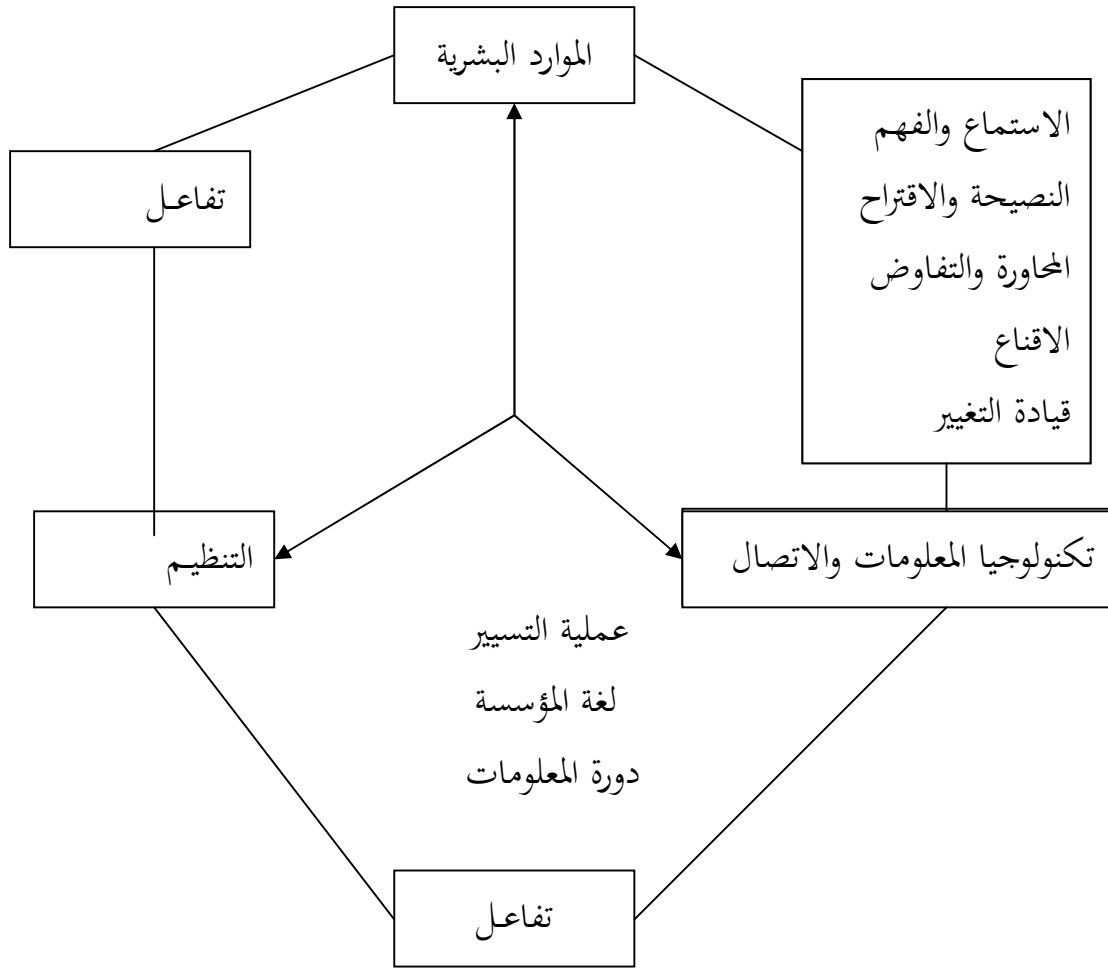 الموارد البشرية
الاستماع والفهم
النصيحة والاقتراح
المحاورة والتفاوض
الاقناع
قيادة التغيير
تفاعل
التنظيم
تكنولوجيا المعلومات والاتصال
عملية التسيير
لغة المؤسسة
دورة المعلومات
تفاعل